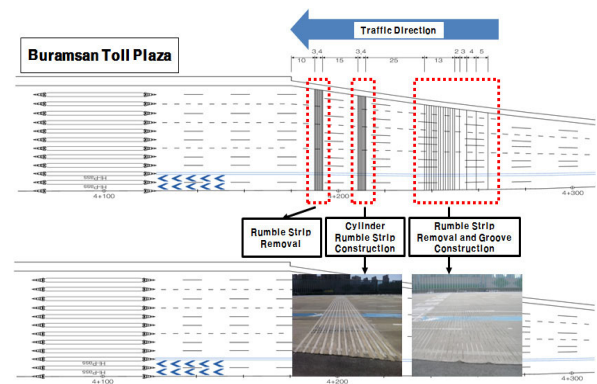 Traffic Direction
Buramsan Toll Plaza
10 3,4 15 3,4 25 13 2 3 4 5
4+100 4+200 4+300
Rumble Strip
Removal
Cylinder
Rumble Strip
Construction
Rumble Strip
Removal and Groove
Construction
4+100 4+200 4+300